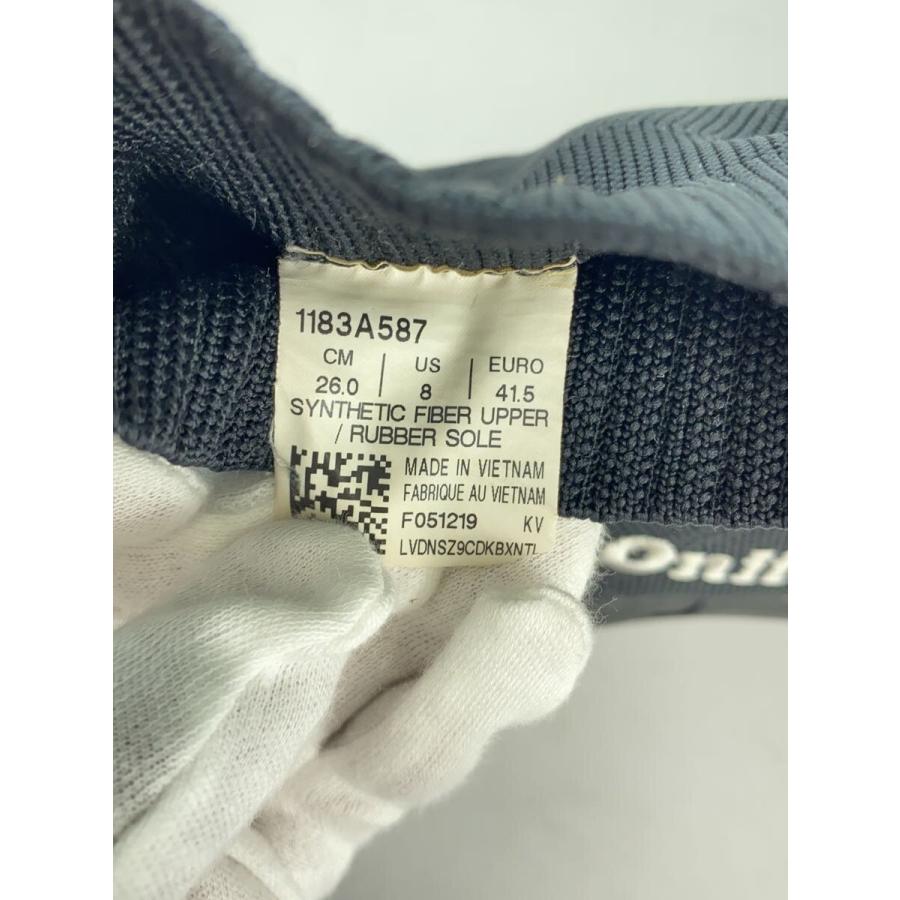 1183A587
CM | US | EURO
26.0 | 8 | 41.5
SYNTHETIC FIBER UPPER
/ RUBBER SOLE
MADE IN VIETNAM
FABRIQUE AU VIETNAM
F051219 KV
LVDNSZ9CDKBXNTL